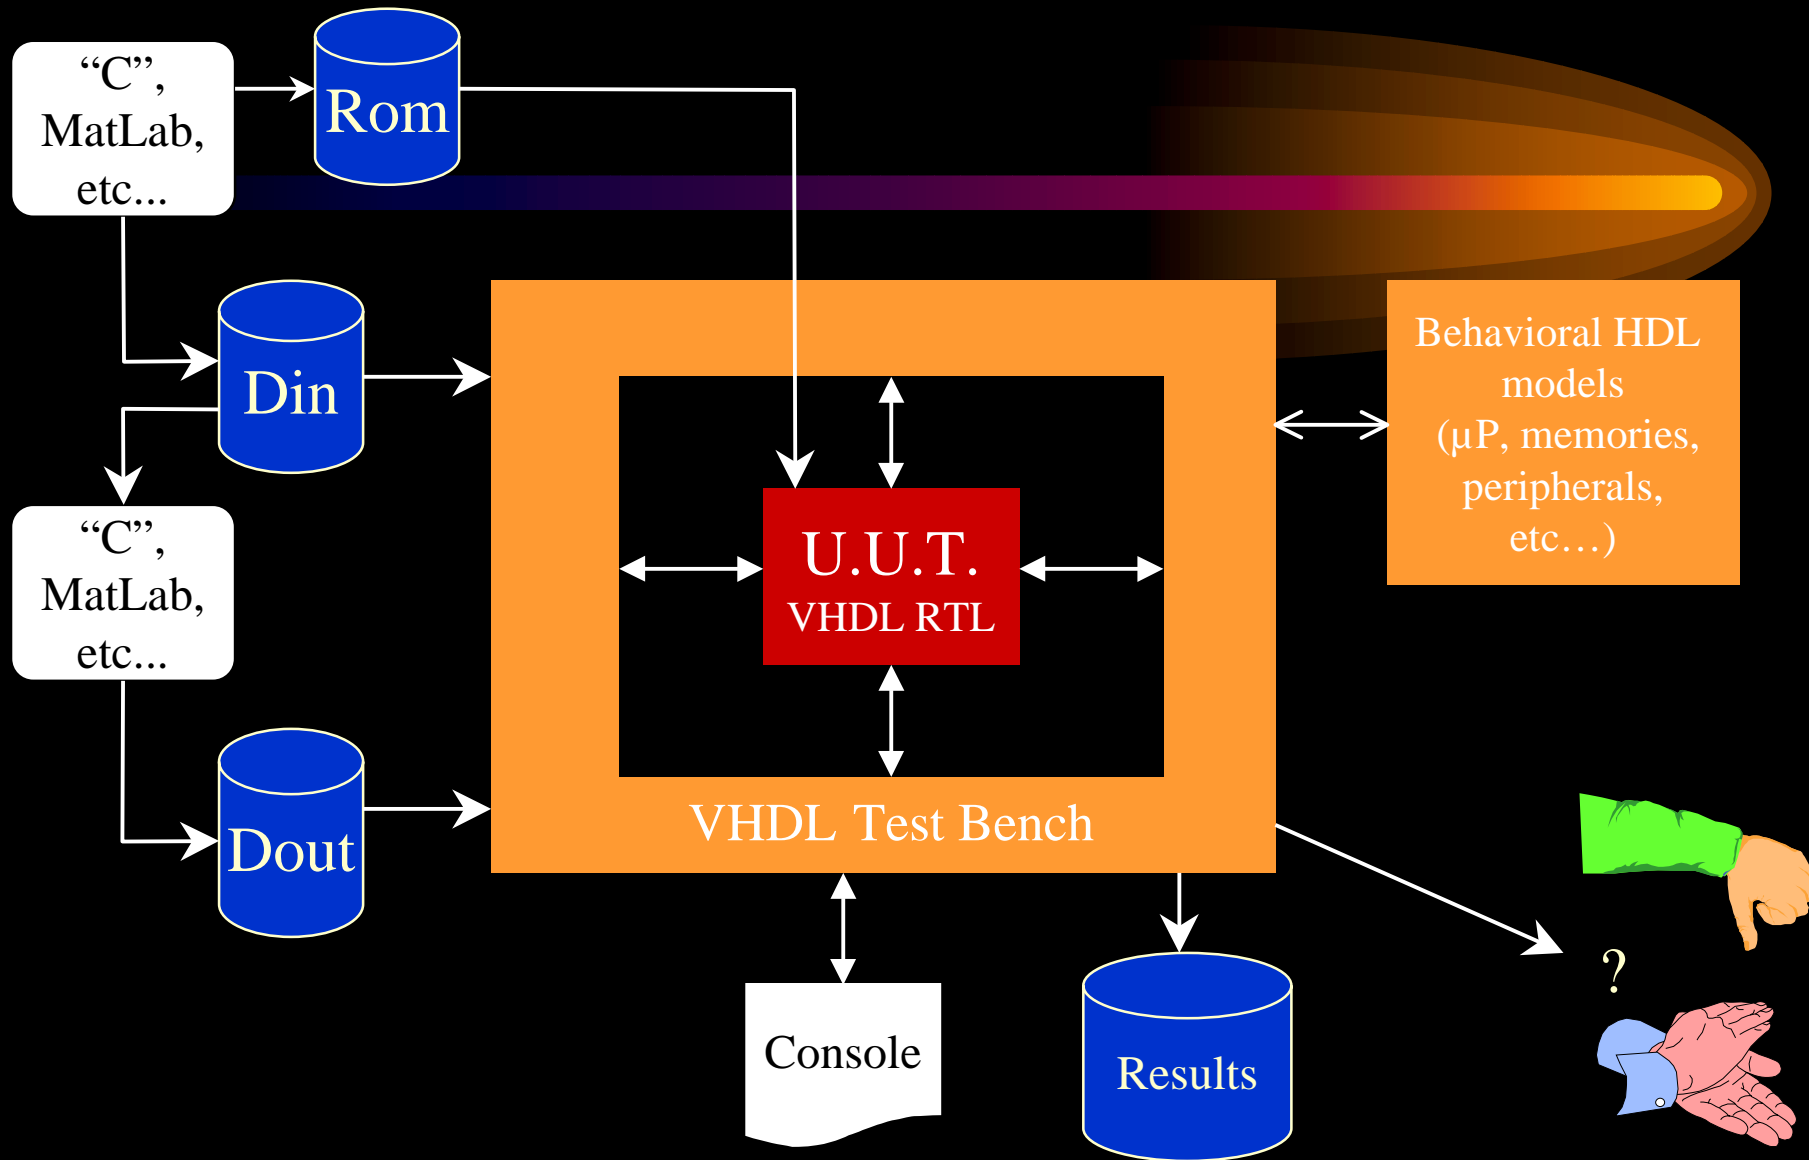 “C”,
MatLab,
etc...
Rom
Din
“C”,
MatLab,
etc...
Dout
U.U.T.
VHDL RTL
VHDL Test Bench
Behavioral HDL
models
(µP, memories,
peripherals,
etc…)
Console
Results
?